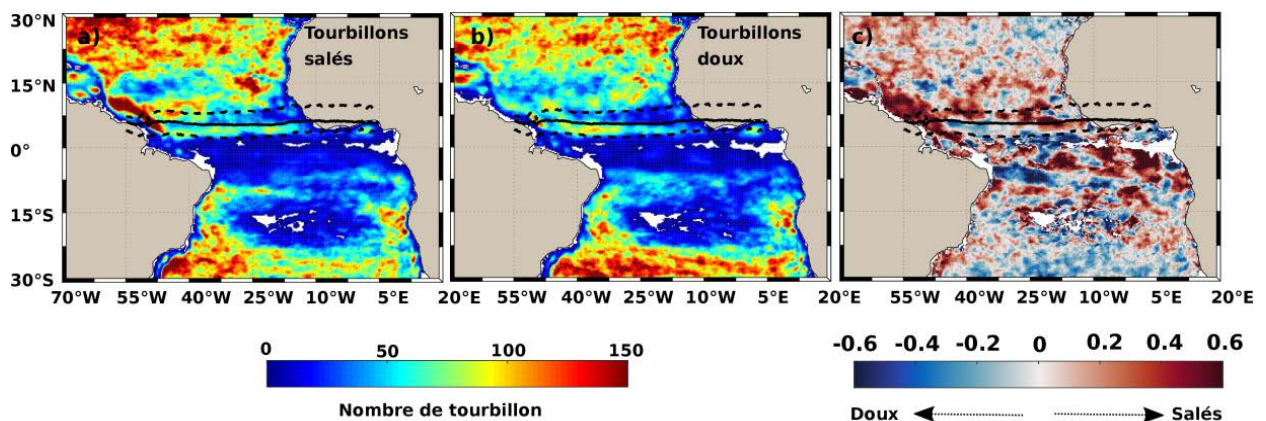 30°N
15°N
0°
15°S
30°S
a)
Tourbillons
salés
b)
Tourbillons
doux
c)
70°W 55°W 40°W 25°W 10°W 5°E 20°E
55°W 40°W 25°W 10°W 5°E 20°E
55°W 40°W 25°W 10°W 5°E 20°E
0 50 100 150
Nombre de tourbillon
-0.6 -0.4 -0.2 0 0.2 0.4 0.6
Doux Salés